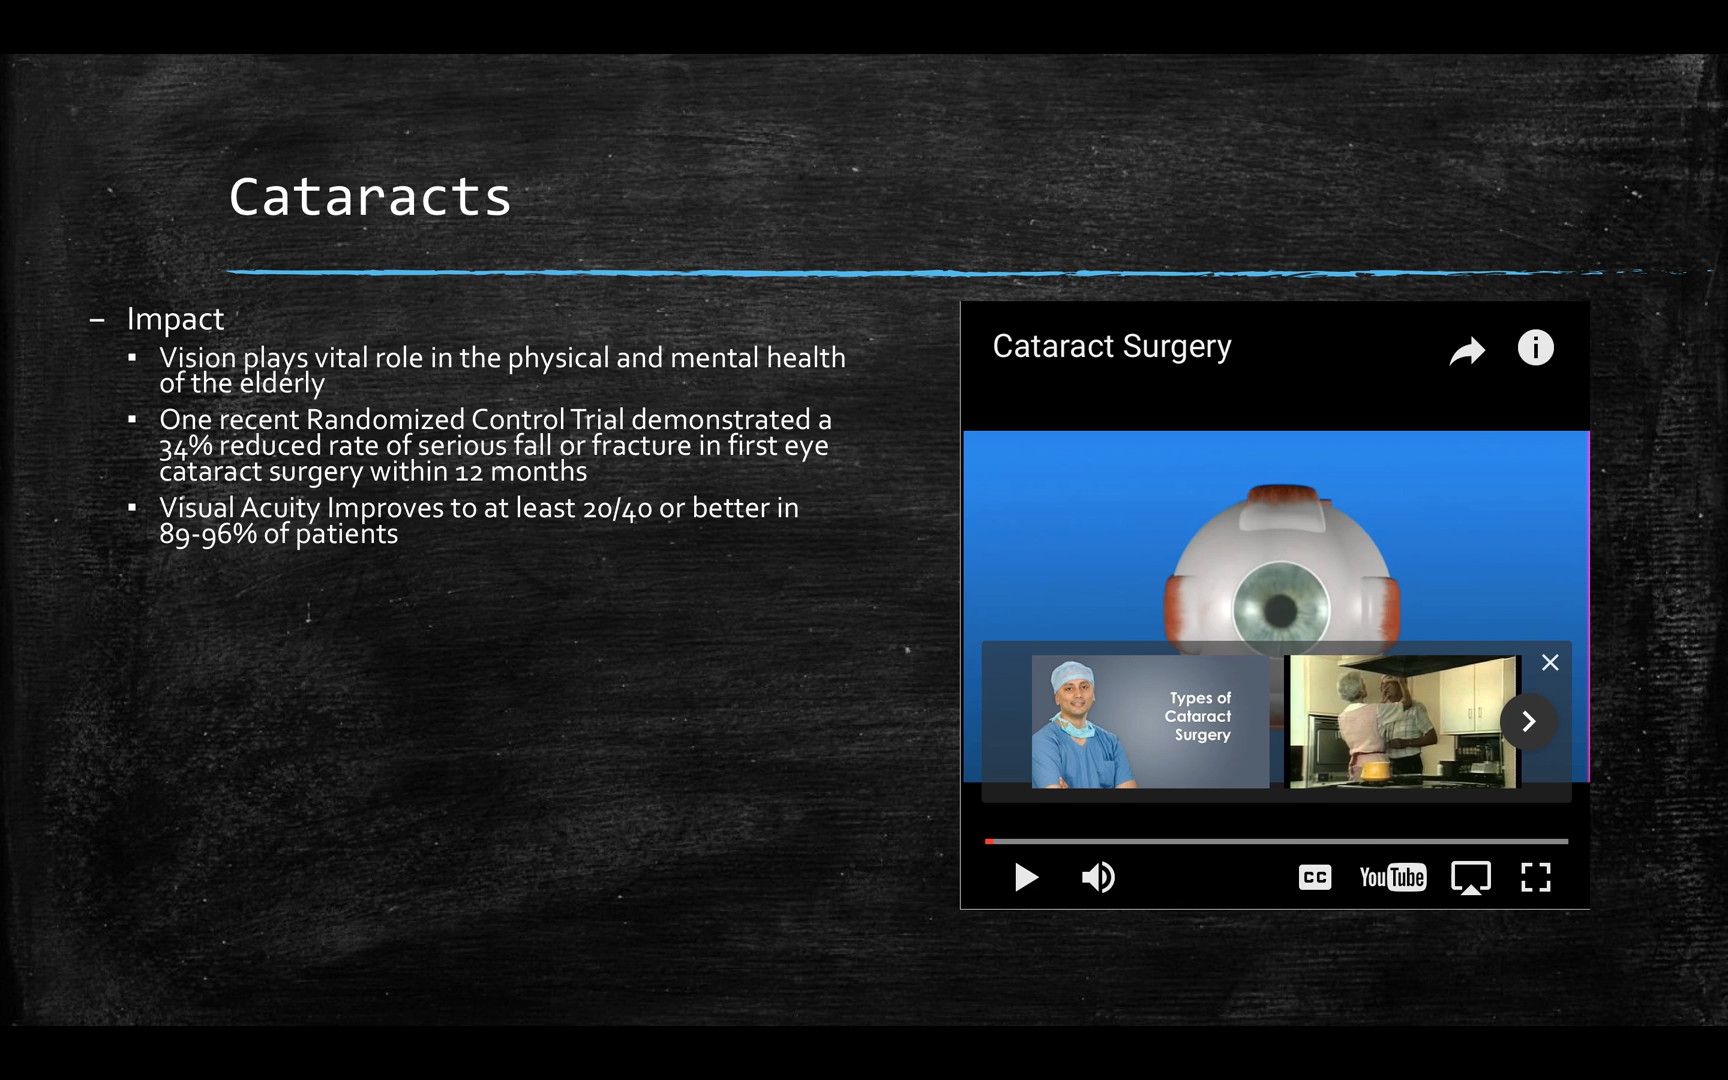 Cataracts
– Impact
▪ Vision plays vital role in the physical and mental health
of the elderly
▪ One recent Randomized Control Trial demonstrated a
34% reduced rate of serious fall or fracture in first eye
cataract surgery within 12 months
▪ Visual Acuity Improves to at least 20/40 or better in
89-96% of patients
Cataract Surgery
Types of
Cataract
Surgery
CC YouTube